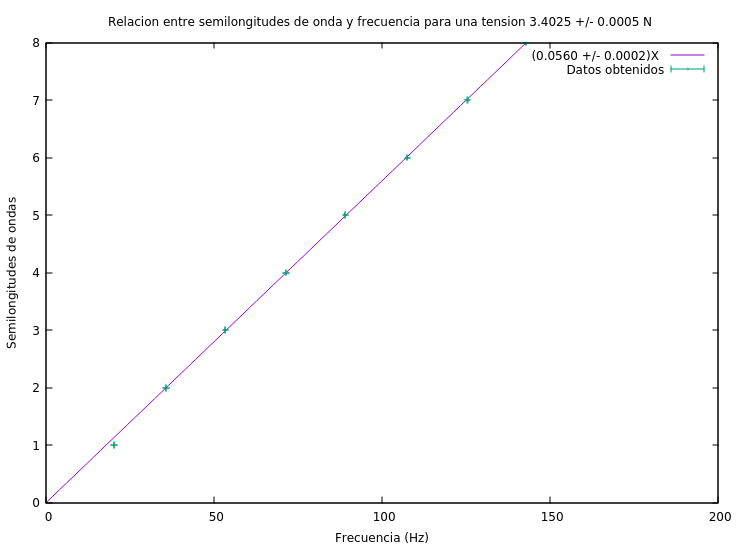 Relacion entre semilongitudes de onda y frecuencia para una tension 3.4025 +/- 0.0005 N
(0.0560 +/- 0.0002)X
Datos obtenidos
8
7
6
5
4
3
2
1
0
Semilongitudes de ondas
0 50 100 150 200
Frecuencia (Hz)